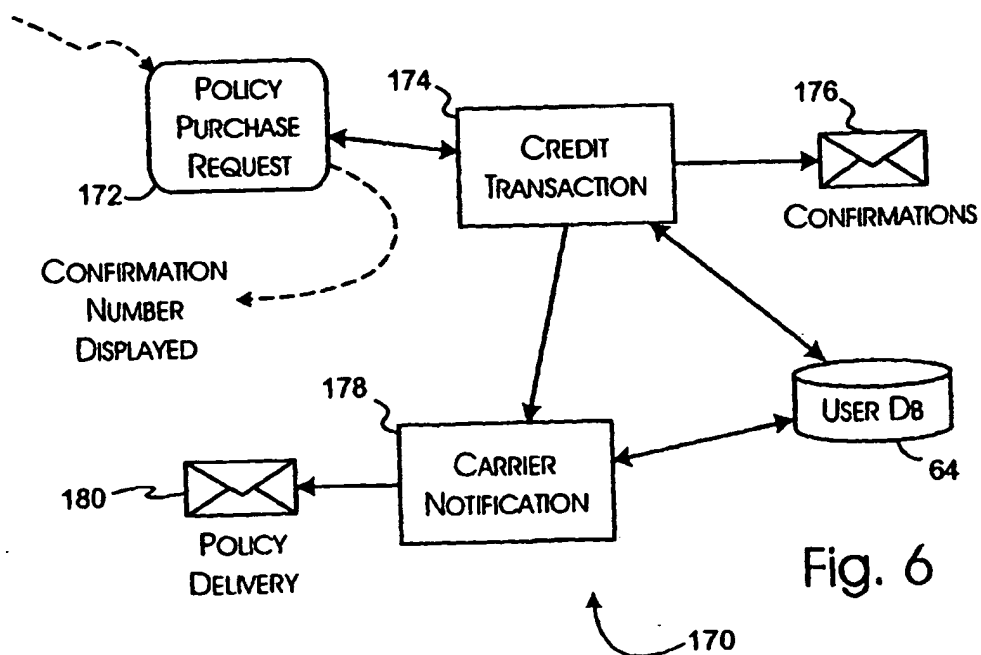 POLICY
PURCHASE
REQUEST
172
174
CREDIT
TRANSACTION
176
CONFIRMATIONS
CONFIRMATION
NUMBER
DISPLAYED
178
CARRIER
NOTIFICATION
USER DB
64
180
POLICY
DELIVERY
Fig. 6
170